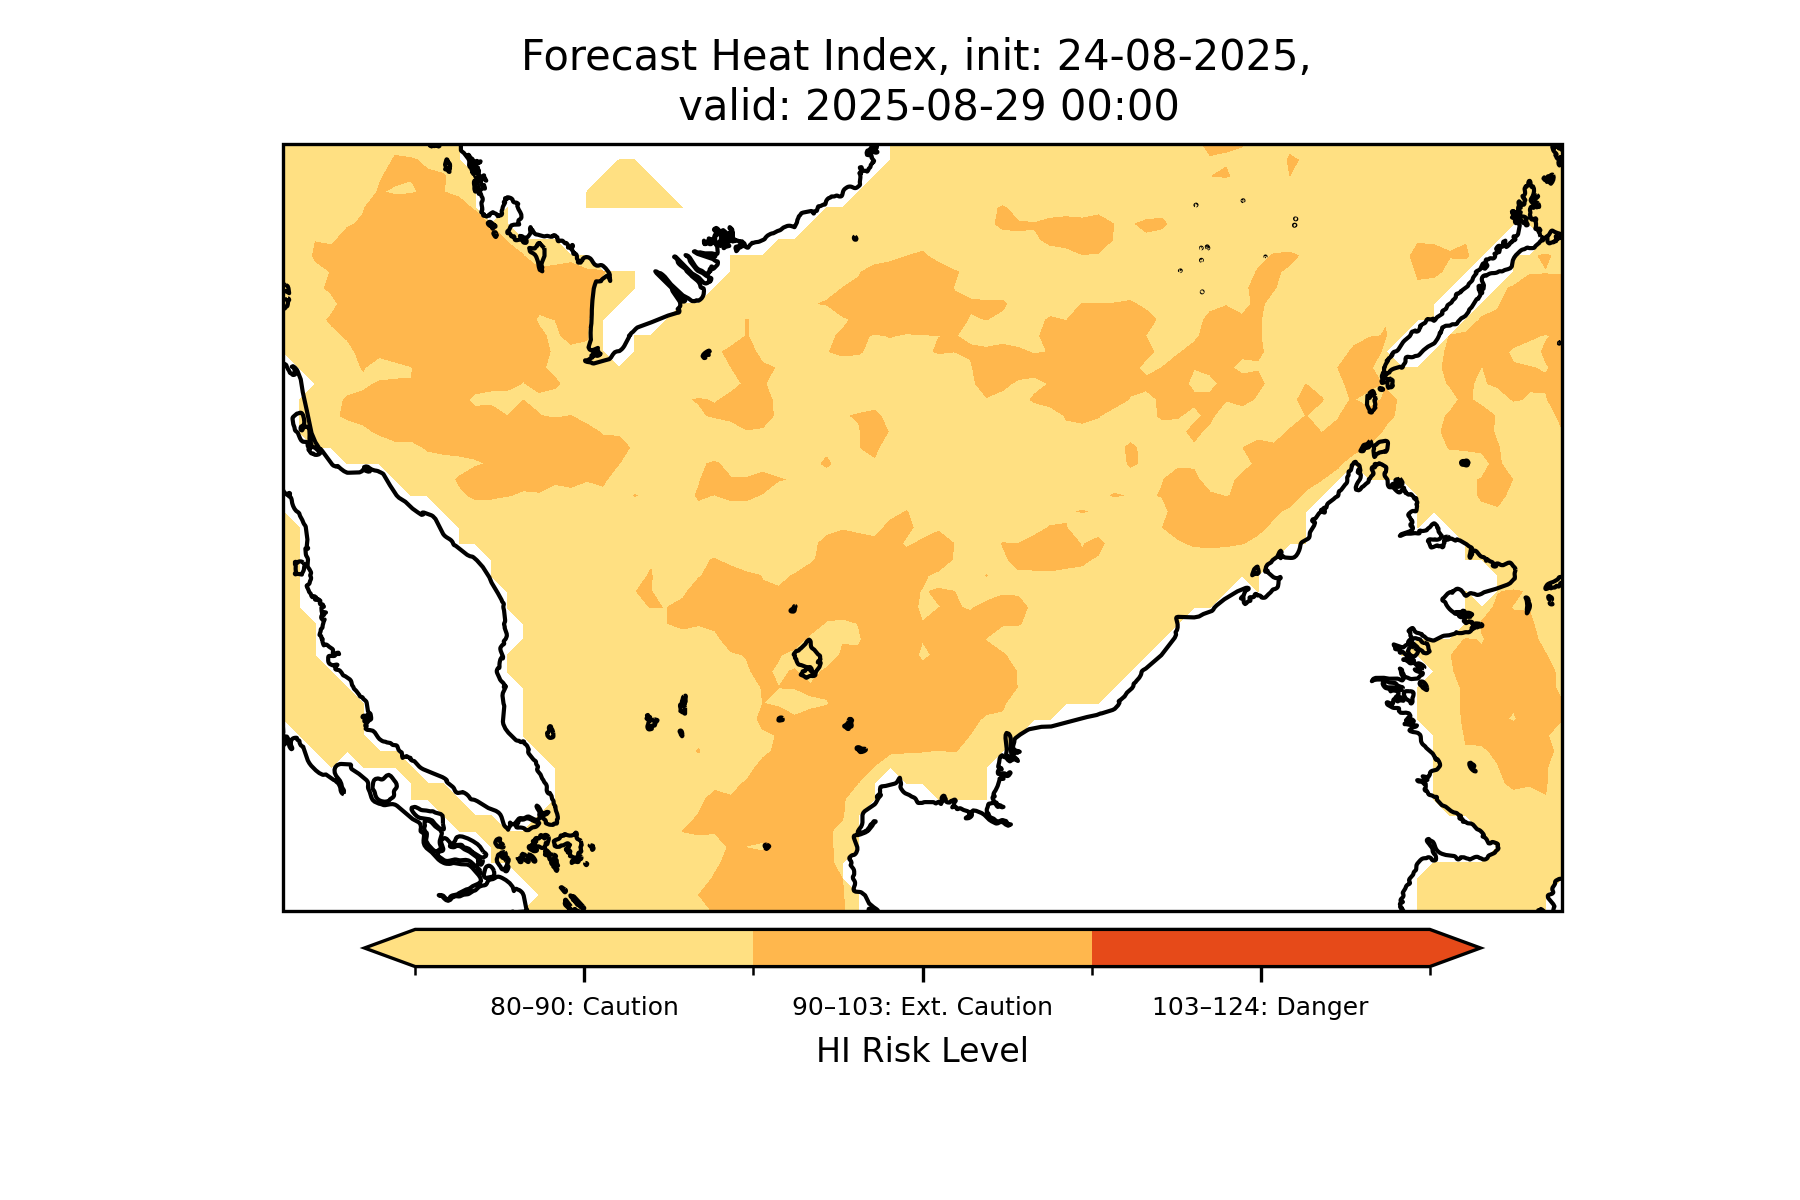 Forecast Heat Index, init: 24-08-2025,
valid: 2025-08-29 00:00
80–90: Caution
90–103: Ext. Caution
103–124: Danger
HI Risk Level